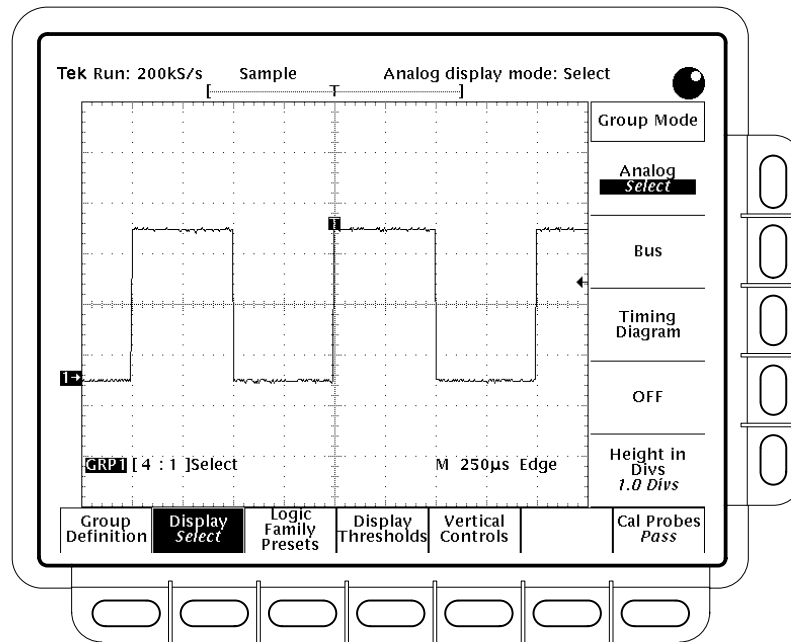 Tek Run: 200kS/s Sample Analog display mode: Select
[ T ]
Group Mode
Analog
Select
Bus
Timing
Diagram
OFF
Height in
Divs
1.0 Divs
T
1→
GRP1 [ 4 : 1 ]Select M 250µs Edge
Group
Definition
Display
Select
Logic
Family
Presets
Display
Thresholds
Vertical
Controls
Cal Probes
Pass